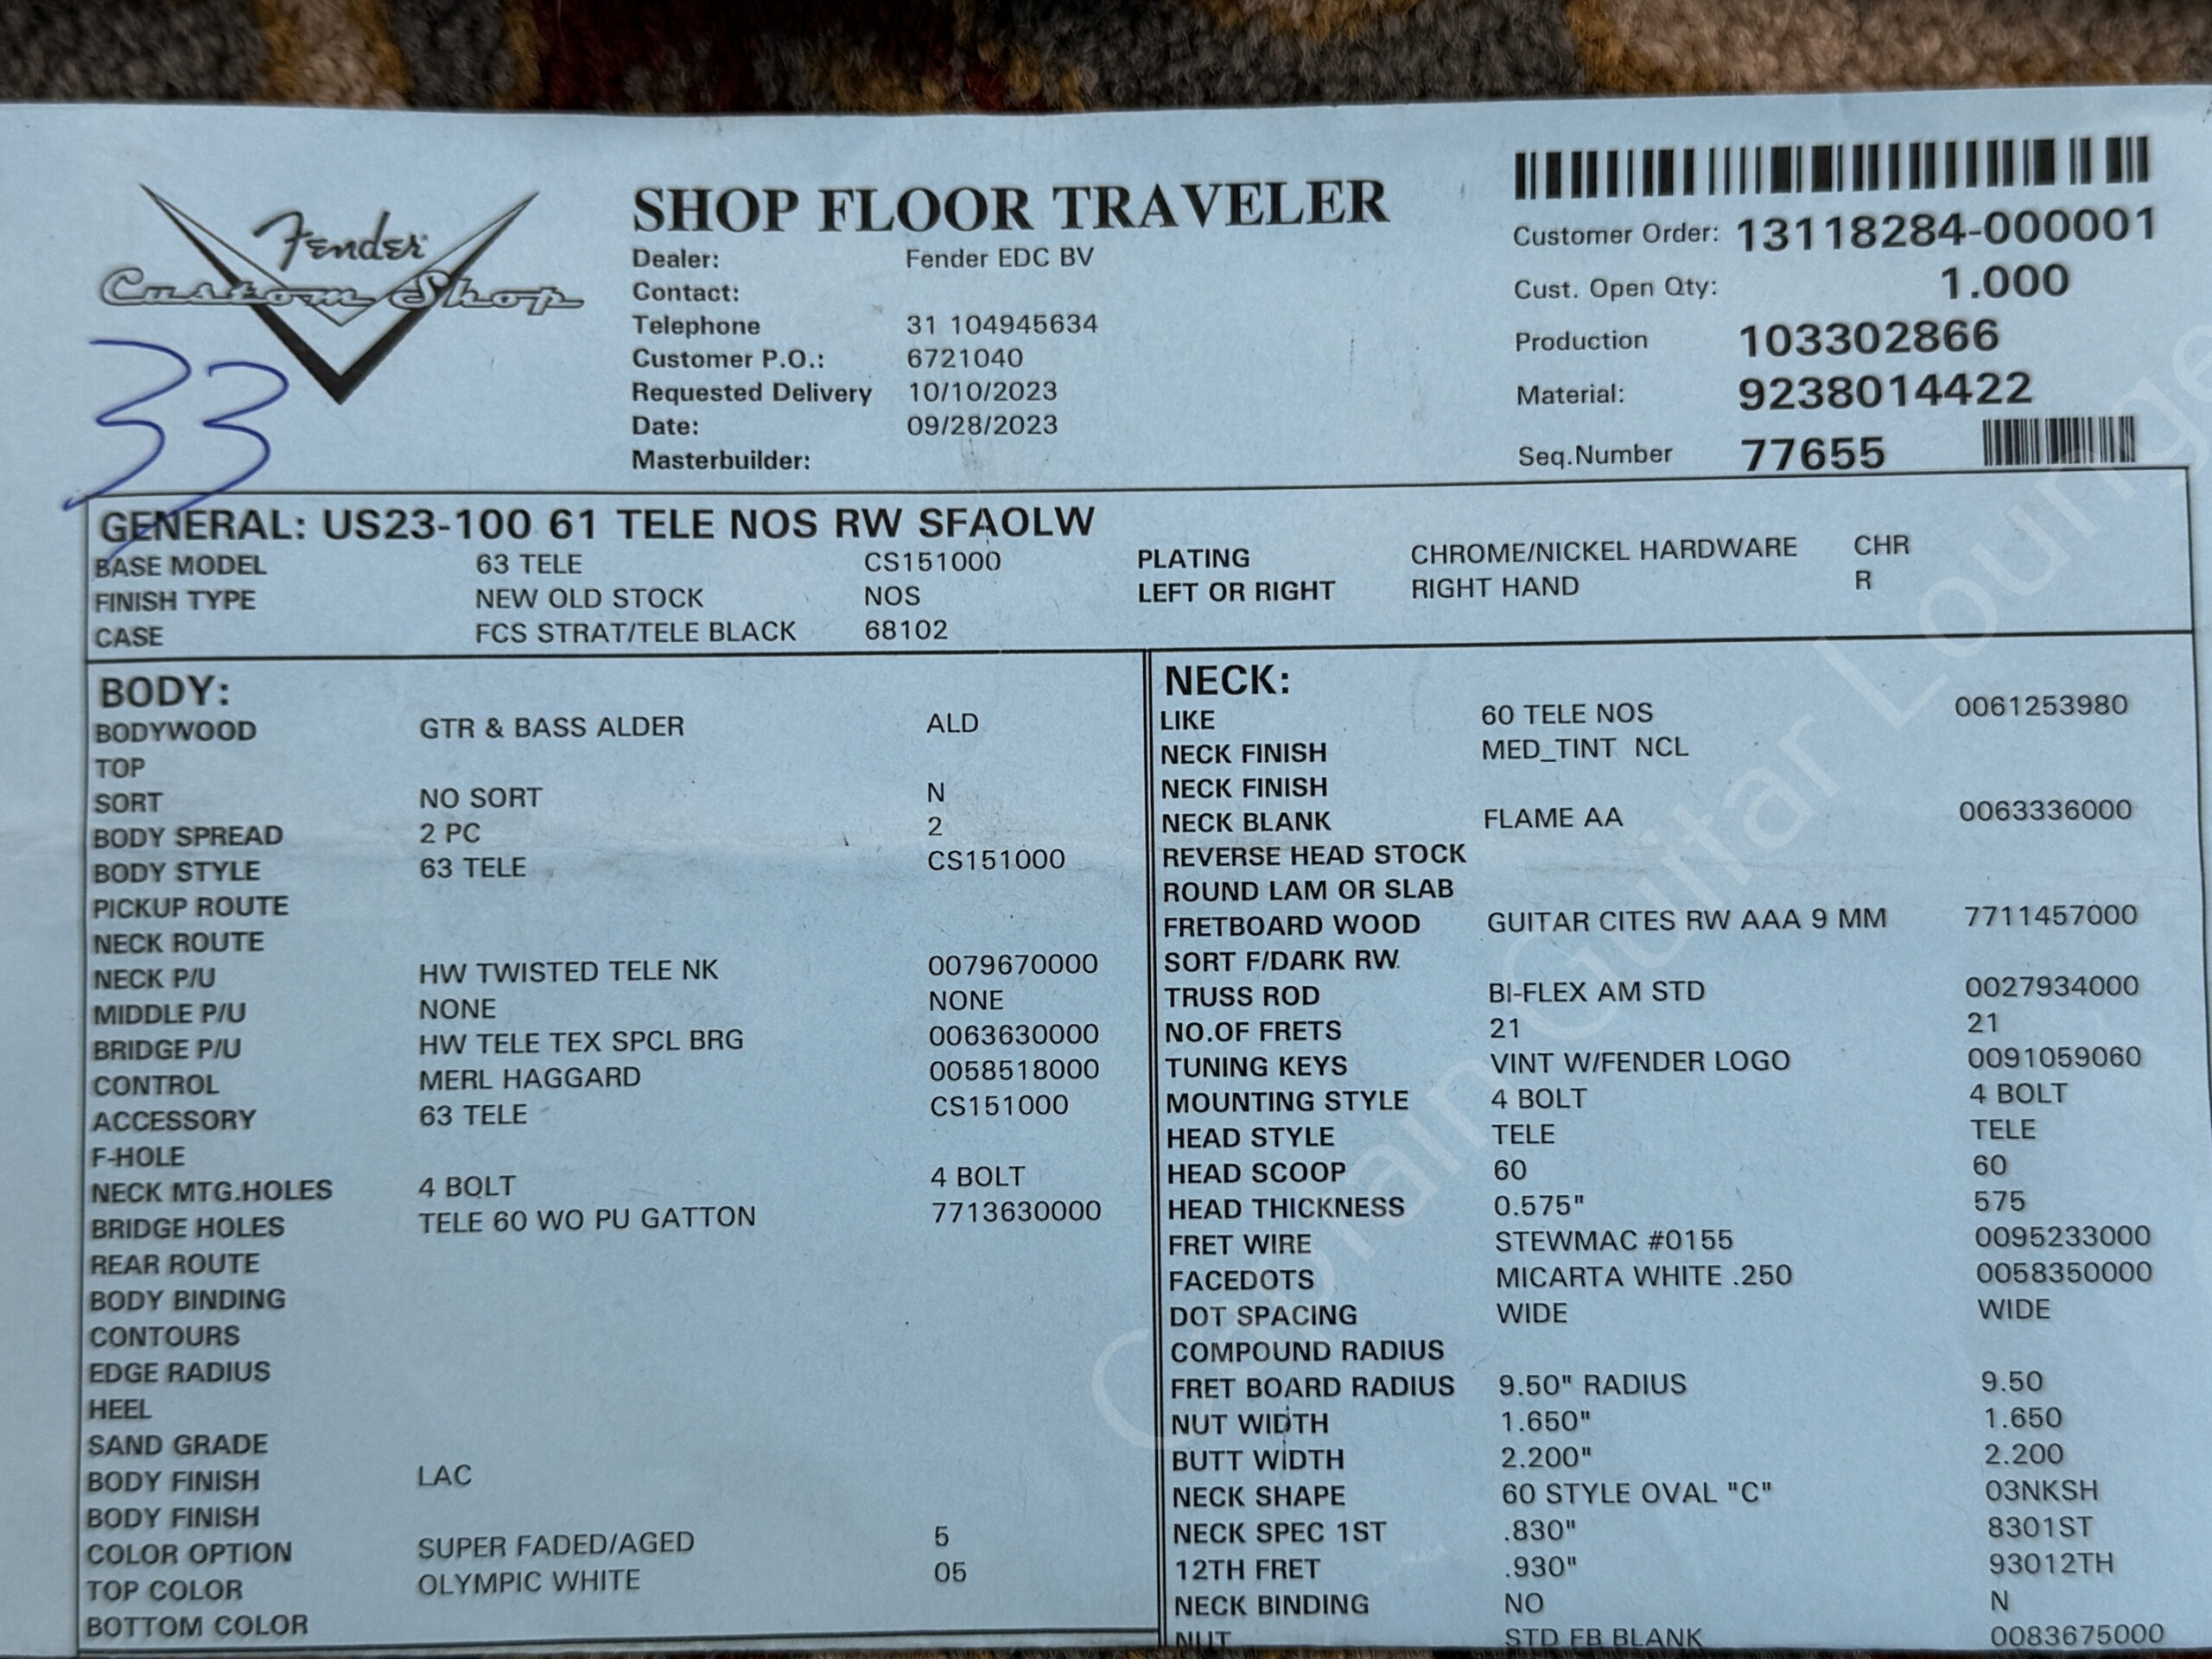 Fender
Custom Shop
33
SHOP FLOOR TRAVELER
Dealer: Fender EDC BV
Contact:
Telephone 31 104945634
Customer P.O.: 6721040
Requested Delivery 10/10/2023
Date: 09/28/2023
Masterbuilder:
Customer Order: 13118284-000001
Cust. Open Qty: 1.000
Production 103302866
Material: 9238014422
Seq.Number 77655
GENERAL: US23-100 61 TELE NOS RW SFAOLW
BASE MODEL 63 TELE CS151000 PLATING CHROME/NICKEL HARDWARE CHR
FINISH TYPE NEW OLD STOCK NOS LEFT OR RIGHT RIGHT HAND R
CASE FCS STRAT/TELE BLACK 68102
BODY:
BODYWOOD GTR & BASS ALDER ALD
TOP
SORT NO SORT N
BODY SPREAD 2 PC 2
BODY STYLE 63 TELE CS151000
PICKUP ROUTE
NECK ROUTE
NECK P/U HW TWISTED TELE NK 0079670000
MIDDLE P/U NONE NONE
BRIDGE P/U HW TELE TEX SPCL BRG 0063630000
CONTROL MERL HAGGARD 0058518000
ACCESSORY 63 TELE CS151000
F-HOLE
NECK MTG.HOLES 4 BOLT 4 BOLT
BRIDGE HOLES TELE 60 WO PU GATTON 7713630000
REAR ROUTE
BODY BINDING
CONTOURS
EDGE RADIUS
HEEL
SAND GRADE
BODY FINISH LAC
BODY FINISH
COLOR OPTION SUPER FADED/AGED 5
TOP COLOR OLYMPIC WHITE 05
BOTTOM COLOR
NECK:
LIKE 60 TELE NOS 0061253980
NECK FINISH MED_TINT NCL
NECK FINISH
NECK BLANK FLAME AA 0063336000
REVERSE HEAD STOCK
ROUND LAM OR SLAB
FRETBOARD WOOD GUITAR CITES RW AAA 9 MM 7711457000
SORT F/DARK RW
TRUSS ROD BI-FLEX AM STD 0027934000
NO.OF FRETS 21 21
TUNING KEYS VINT W/FENDER LOGO 0091059060
MOUNTING STYLE 4 BOLT 4 BOLT
HEAD STYLE TELE TELE
HEAD SCOOP 60 60
HEAD THICKNESS 0.575" 575
FRET WIRE STEWMAC #0155 0095233000
FACEDOTS MICARTA WHITE .250 0058350000
DOT SPACING WIDE WIDE
COMPOUND RADIUS
FRET BOARD RADIUS 9.50" RADIUS 9.50
NUT WIDTH 1.650" 1.650
BUTT WIDTH 2.200" 2.200
NECK SHAPE 60 STYLE OVAL "C" 03NKSH
NECK SPEC 1ST .830" 8301ST
12TH FRET .930" 93012TH
NECK BINDING NO N
NUT STD FB BLANK 0083675000
Captain Guitar Lounge